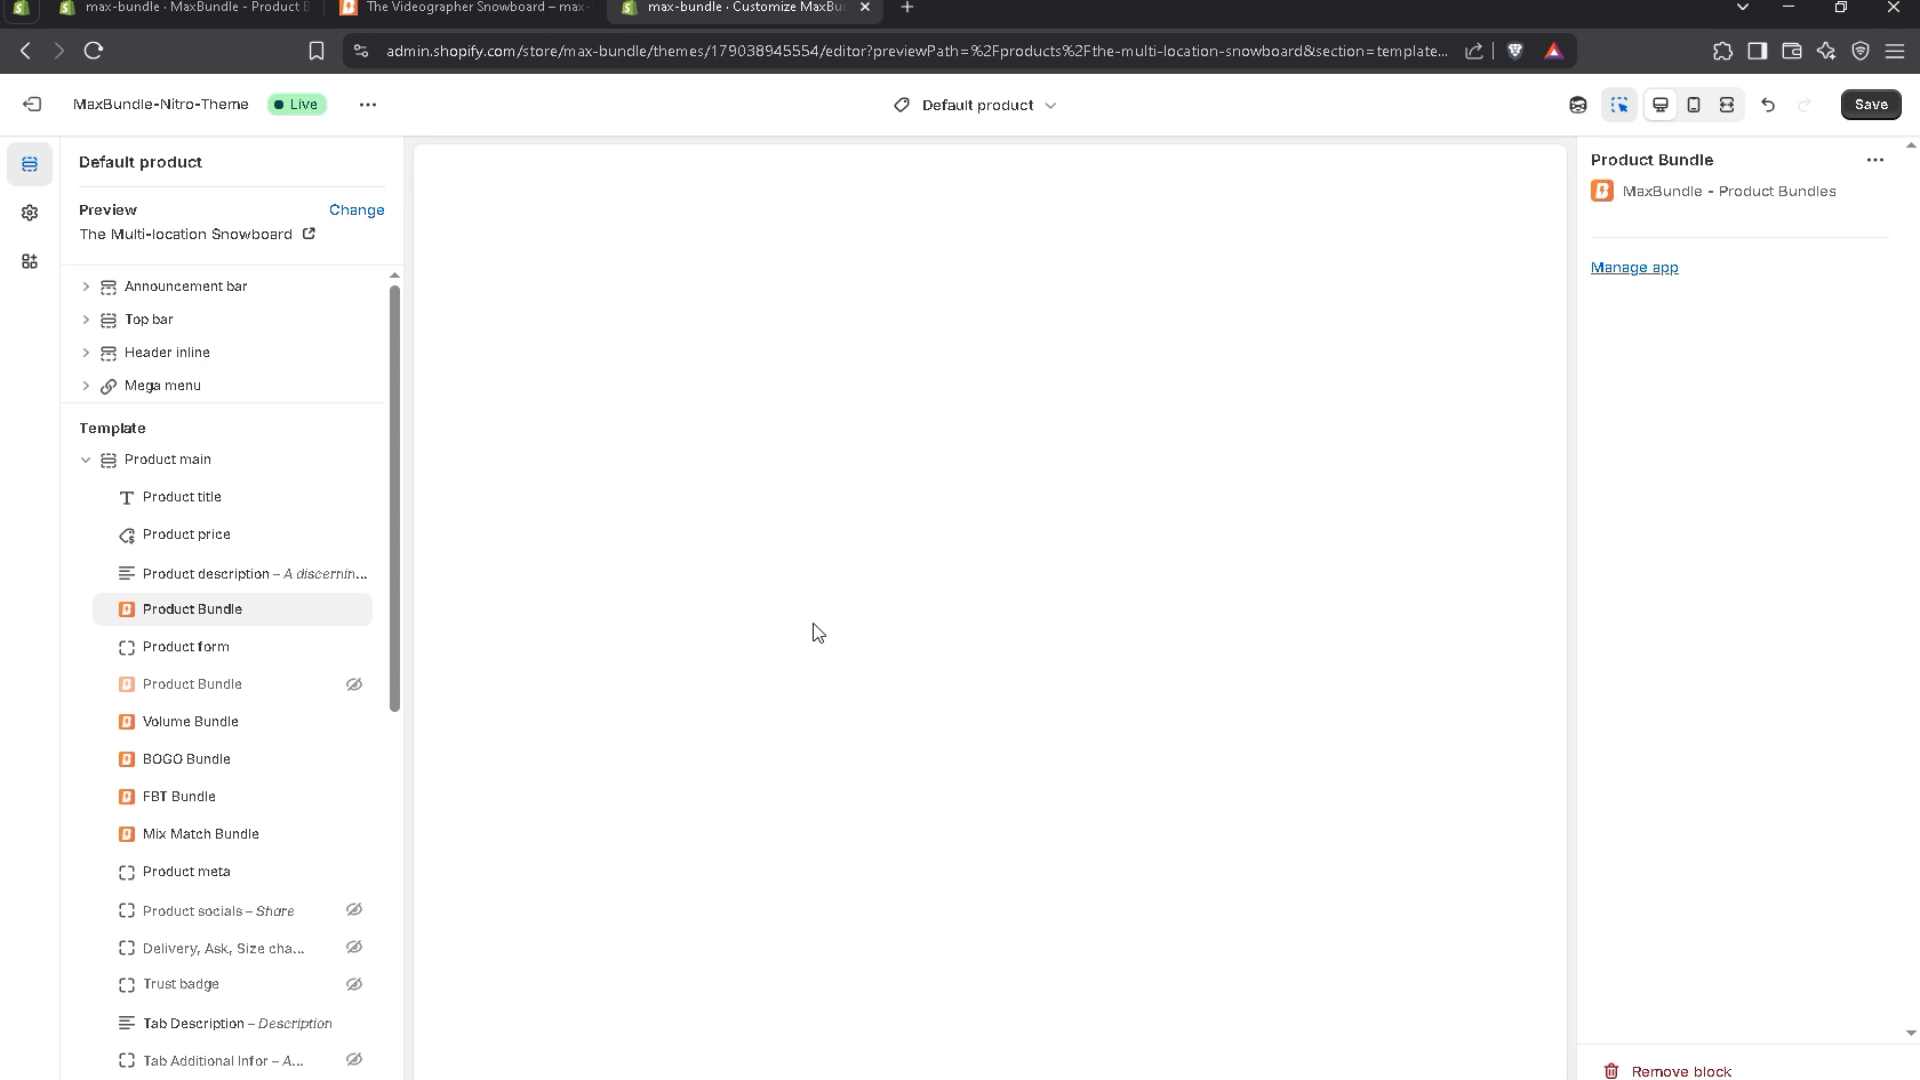 max-bundle · MaxBundle - Product B
The Videographer Snowboard – max-
max-bundle · Customize MaxBu
admin.shopify.com/store/max-bundle/themes/179038945554/editor?previewPath=%2Fproducts%2Fthe-multi-location-snowboard&section=template...
MaxBundle-Nitro-Theme
Live
Default product
Save
Default product
Preview
Change
The Multi-location Snowboard
Announcement bar
Top bar
Header inline
Mega menu
Template
Product main
Product title
Product price
Product description – A discernin...
Product Bundle
Product form
Product Bundle
Volume Bundle
BOGO Bundle
FBT Bundle
Mix Match Bundle
Product meta
Product socials – Share
Delivery, Ask, Size cha...
Trust badge
Tab Description – Description
Tab Additional Infor – A...
Product Bundle
MaxBundle - Product Bundles
Manage app
Remove block